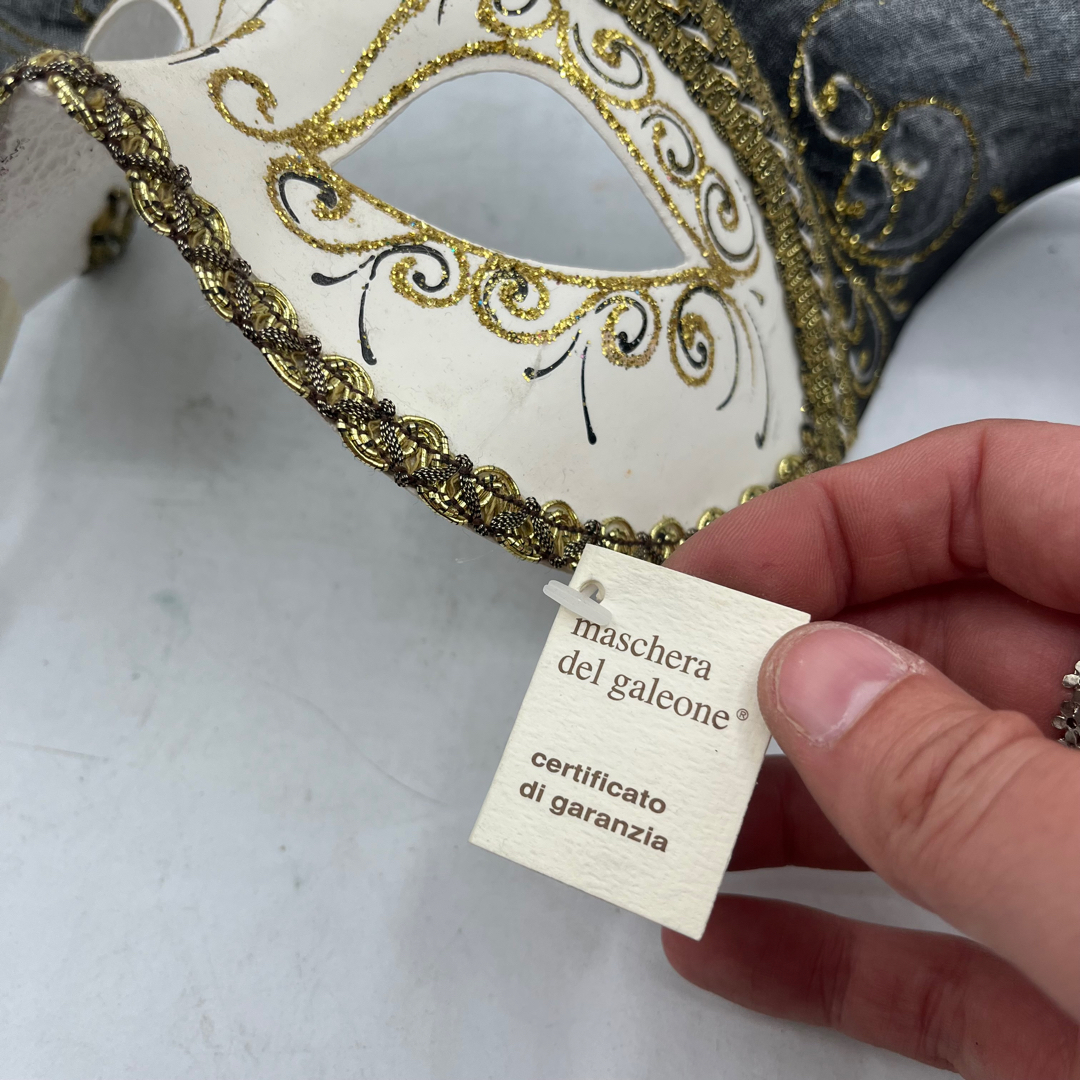 maschera
del galeone®
certificato
di garanzia